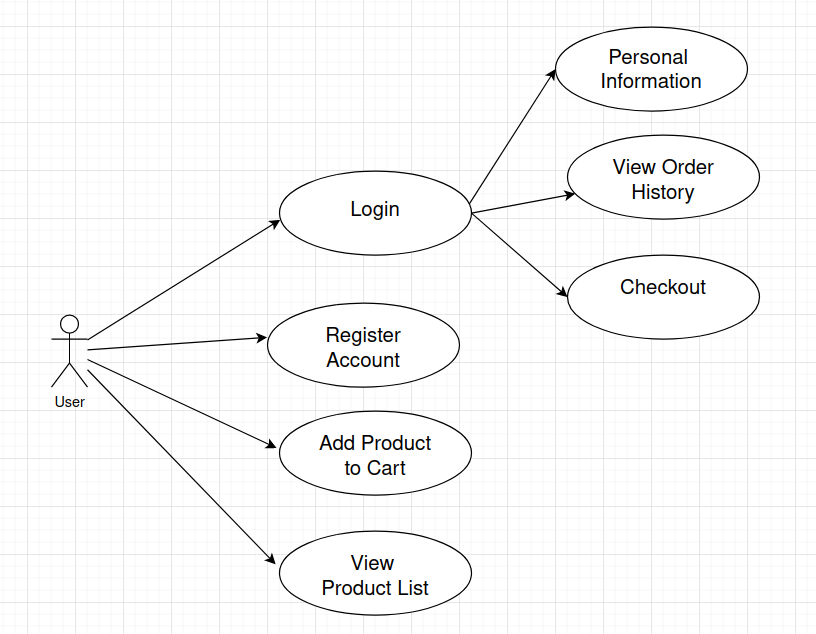 Personal
Information
View Order
History
Login
Checkout
Register
Account
User
Add Product
to Cart
View
Product List